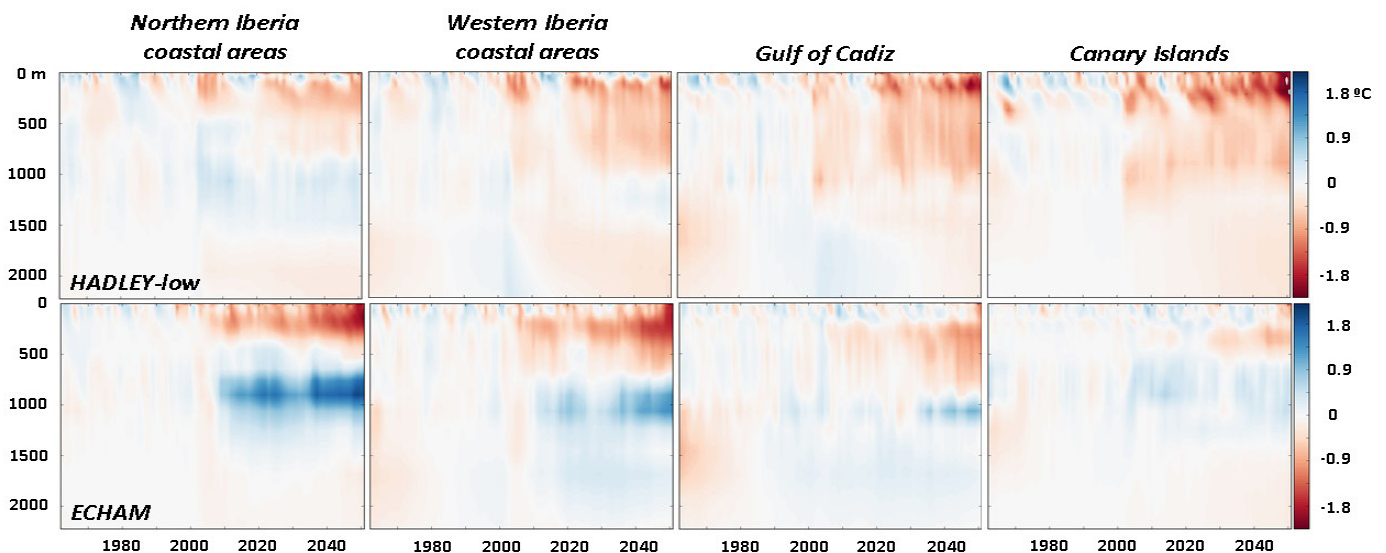 Northern Iberia
coastal areas
Western Iberia
coastal areas
Gulf of Cadiz
Canary Islands
0 m
500
1000
1500
2000
HADLEY-low
1.8 ºC
0.9
0
-0.9
-1.8
0
500
1000
1500
2000
ECHAM
1.8
0.9
0
-0.9
-1.8
1980 2000 2020 2040
1980 2000 2020 2040
1980 2000 2020 2040
1980 2000 2020 2040